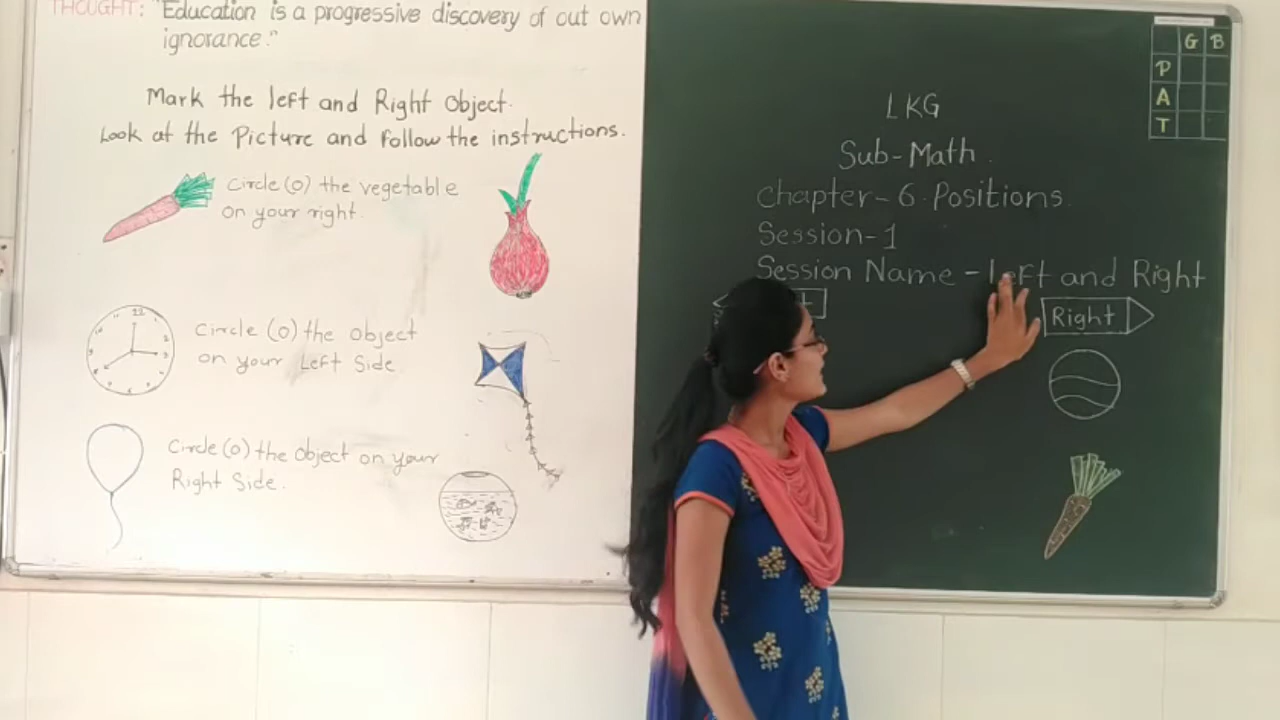 THOUGHT: "Education is a progressive discovery of out own
ignorance."
Mark the left and Right Object.
Look at the Picture and follow the instructions.
Circle (o) the vegetable
on your right.
Circle (o) the object
on your Left Side
Circle (o) the object on your
Right Side.
G B
P
A
T
LKG
Sub-Math.
Chapter-6. Positions.
Session-1
Session Name - Left and Right
Right